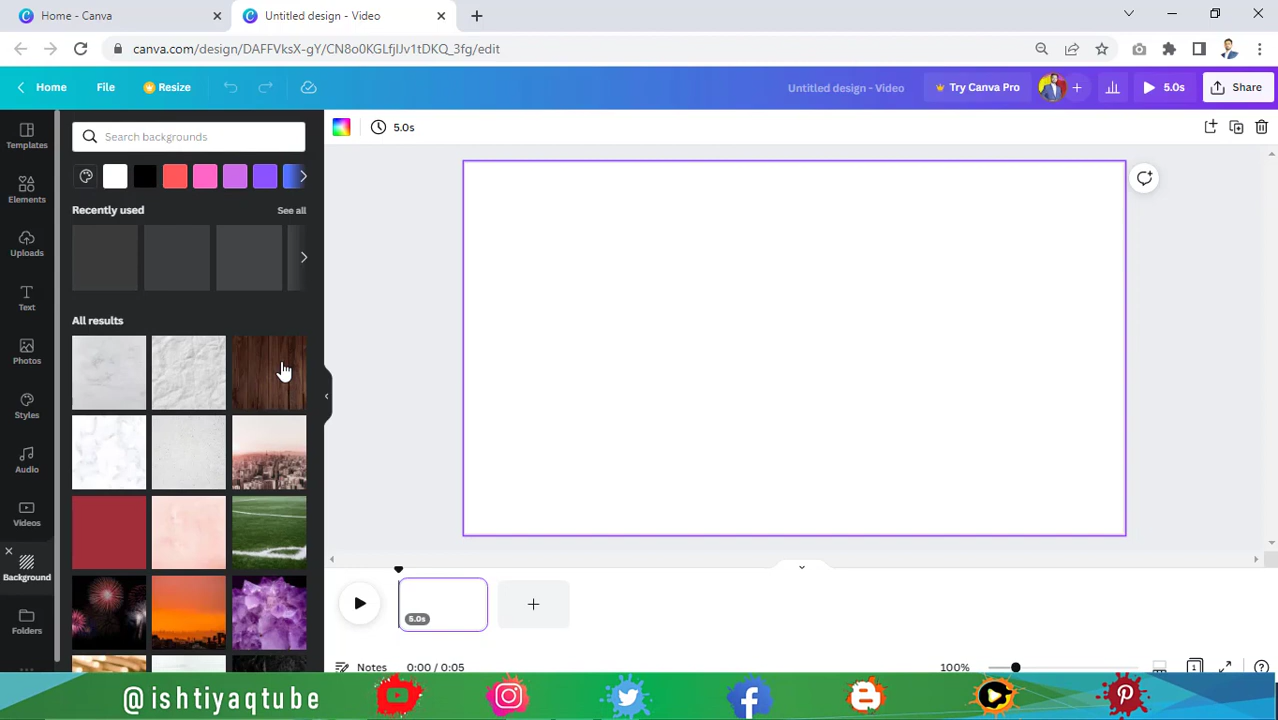 Home - Canva
Untitled design - Video
canva.com/design/DAFFVksX-gY/CN8o0KGLfjlJv1tDKQ_3fg/edit
Home
File
Resize
Untitled design - Video
Try Canva Pro
5.0s
Share
Templates
Elements
Uploads
Text
Photos
Styles
Audio
Videos
Background
Folders
Search backgrounds
Recently used
See all
All results
5.0s
5.0s
Notes
0:00 / 0:05
100%
1
@ishtiyaqtube